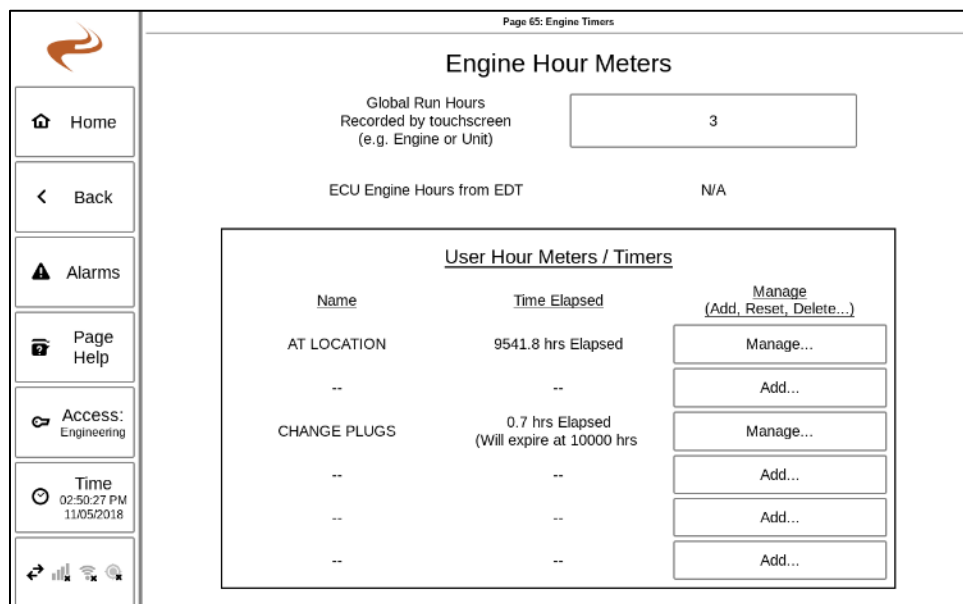 Page 65: Engine Timers
Engine Hour Meters
Global Run Hours
Recorded by touchscreen
(e.g. Engine or Unit)
3
ECU Engine Hours from EDT
N/A
User Hour Meters / Timers
Name
Time Elapsed
Manage
(Add, Reset, Delete...)
AT LOCATION
9541.8 hrs Elapsed
Manage...
--
--
Add...
CHANGE PLUGS
0.7 hrs Elapsed
(Will expire at 10000 hrs
Manage...
--
--
Add...
--
--
Add...
--
--
Add...
Home
Back
Alarms
Page
Help
Access:
Engineering
Time
02:50:27 PM
11/05/2018